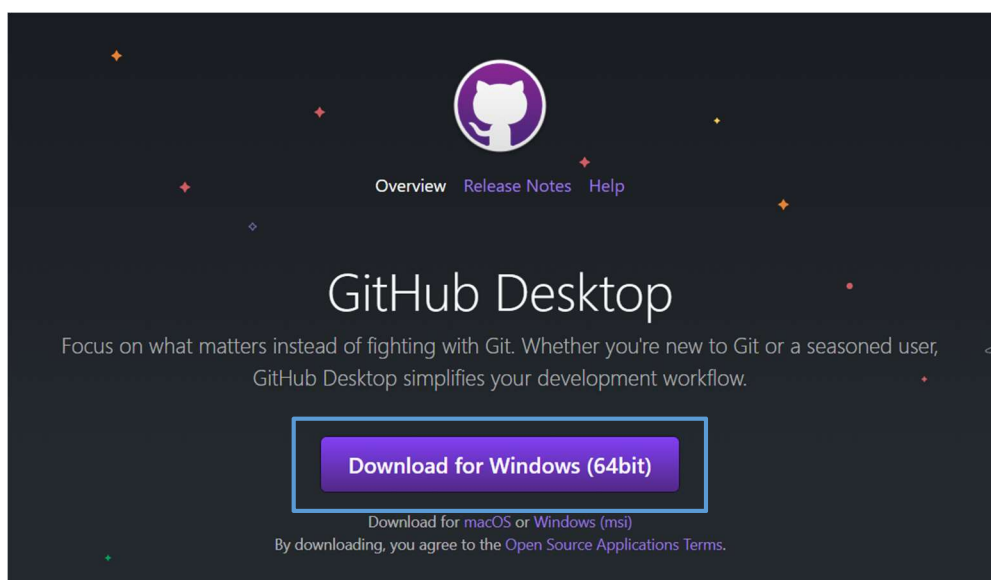 Overview Release Notes Help
GitHub Desktop
Focus on what matters instead of fighting with Git. Whether you're new to Git or a seasoned user,
GitHub Desktop simplifies your development workflow.
Download for Windows (64bit)
Download for macOS or Windows (msi)
By downloading, you agree to the Open Source Applications Terms.